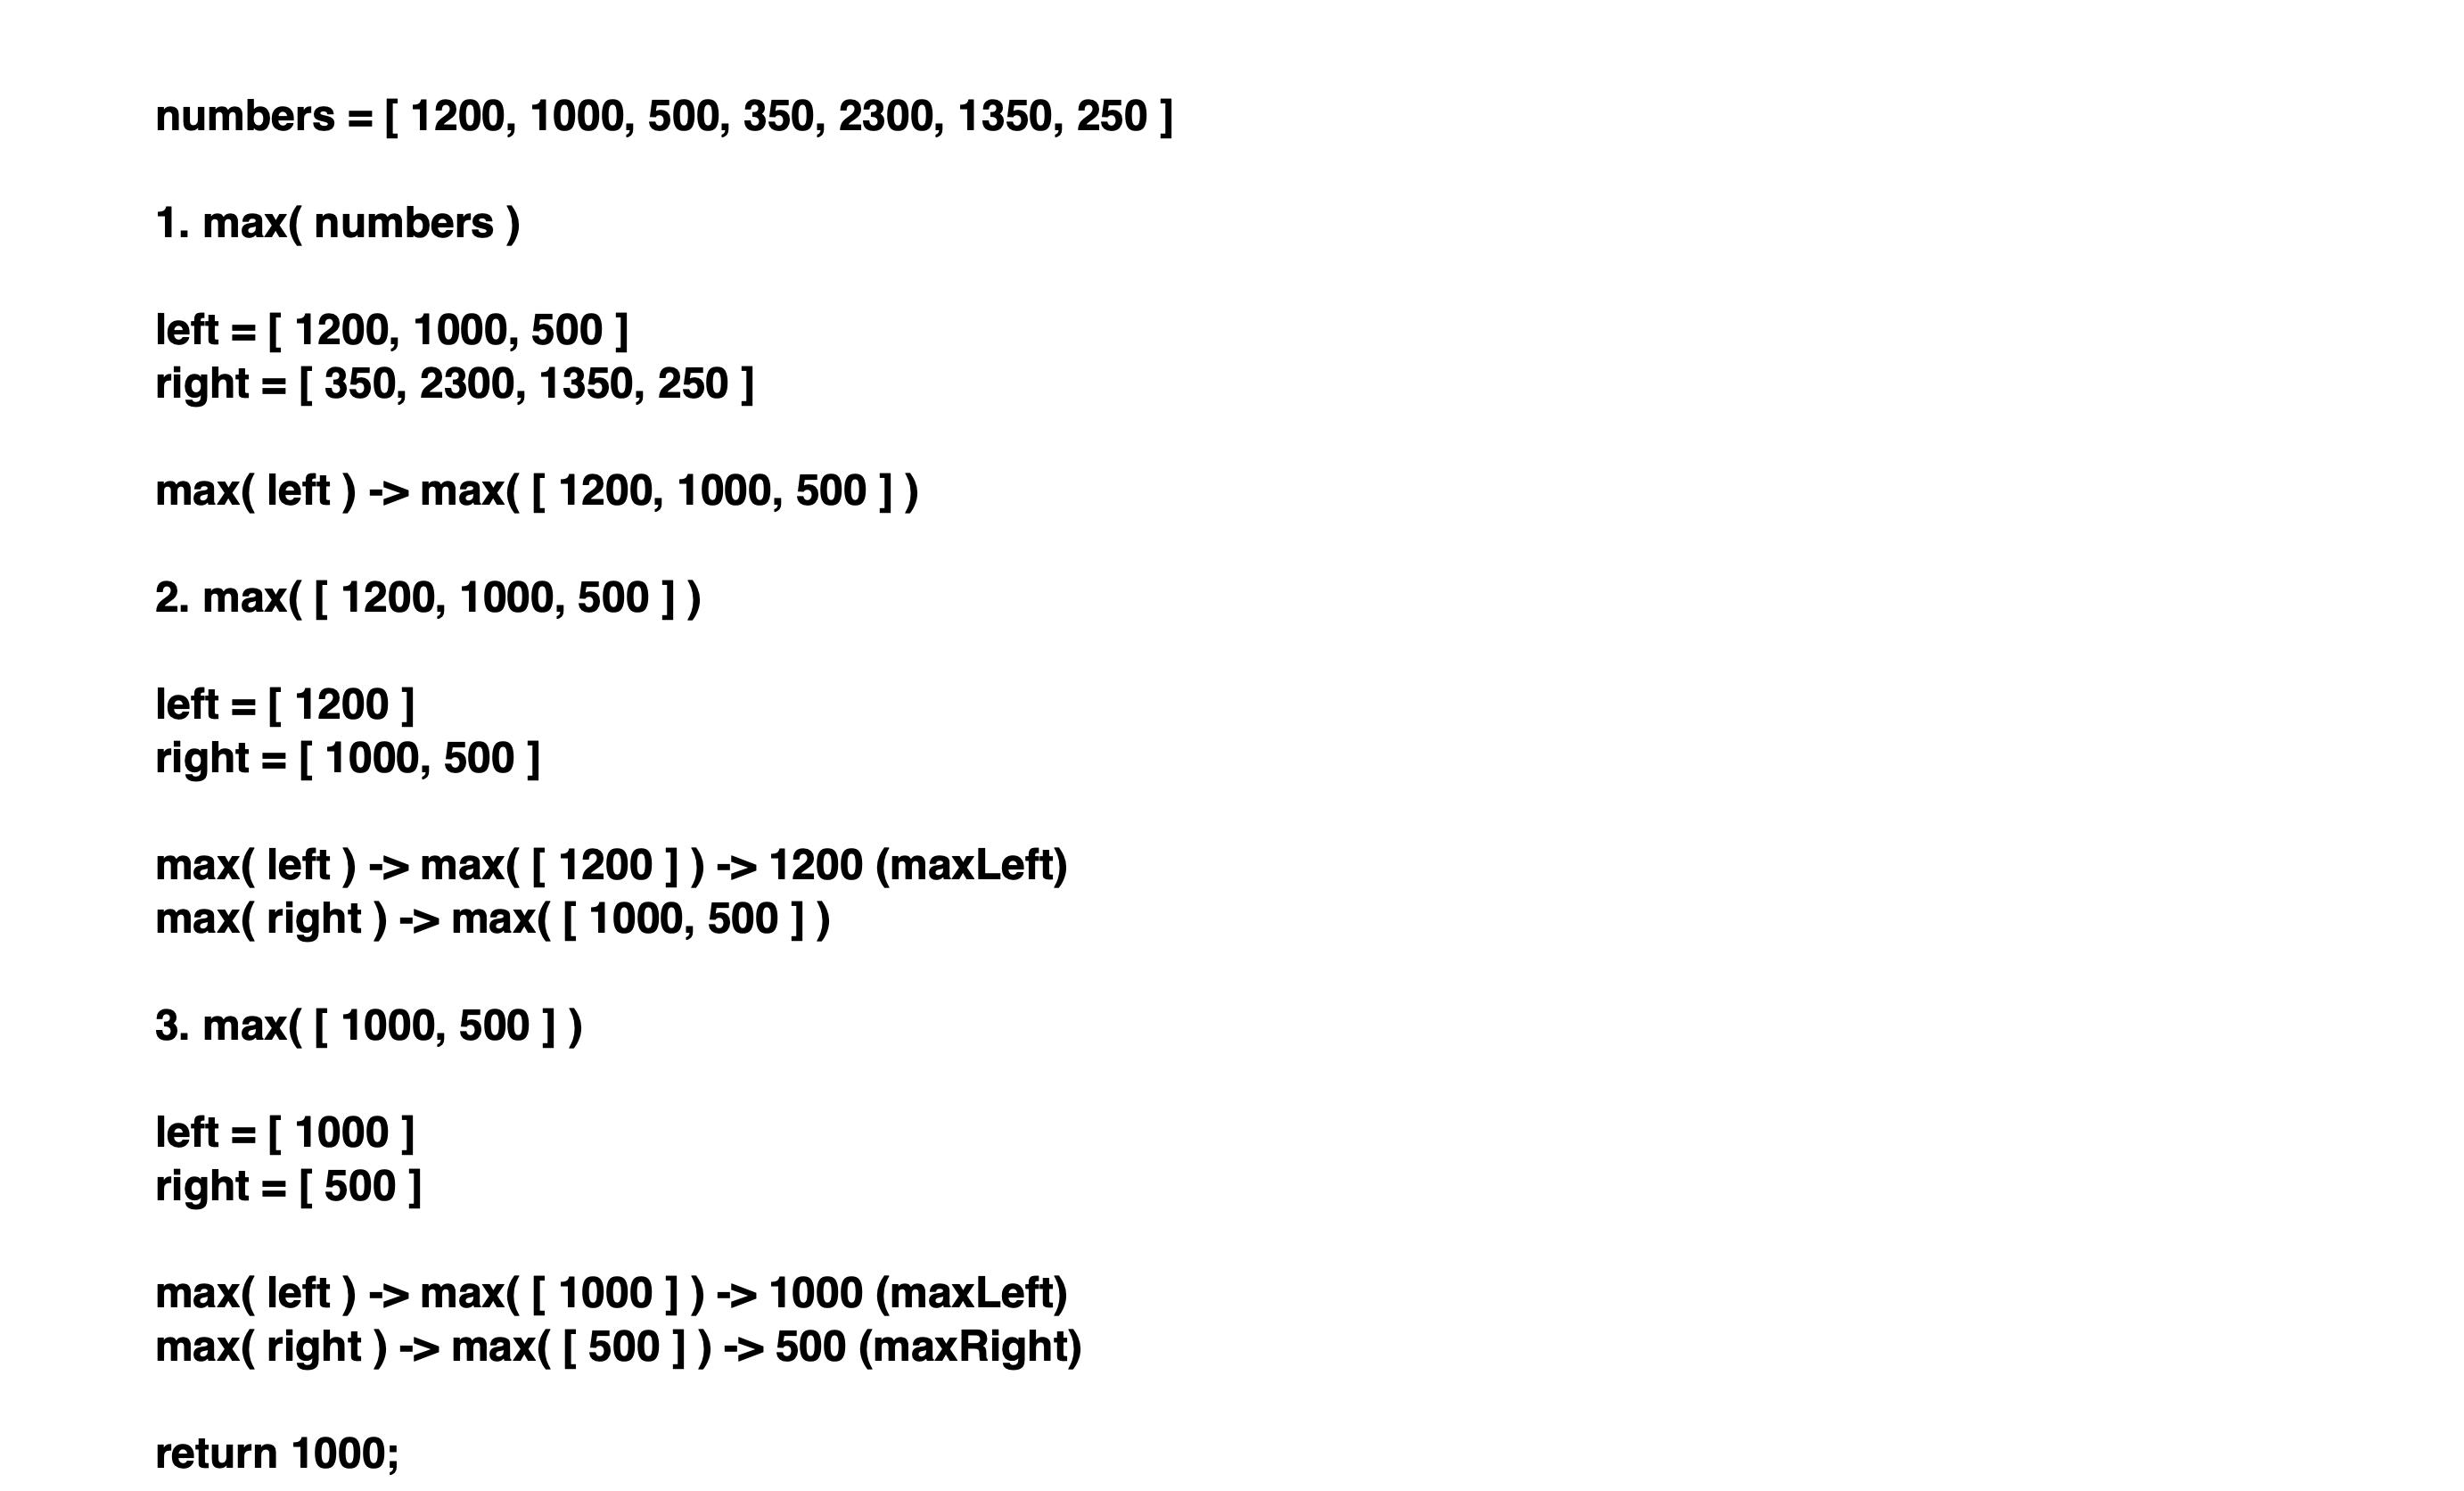 numbers = [ 1200, 1000, 500, 350, 2300, 1350, 250 ]
1. max( numbers )
left = [ 1200, 1000, 500 ]
right = [ 350, 2300, 1350, 250 ]
max( left ) -> max( [ 1200, 1000, 500 ] )
2. max( [ 1200, 1000, 500 ] )
left = [ 1200 ]
right = [ 1000, 500 ]
max( left ) -> max( [ 1200 ] ) -> 1200 (maxLeft)
max( right ) -> max( [ 1000, 500 ] )
3. max( [ 1000, 500 ] )
left = [ 1000 ]
right = [ 500 ]
max( left ) -> max( [ 1000 ] ) -> 1000 (maxLeft)
max( right ) -> max( [ 500 ] ) -> 500 (maxRight)
return 1000;